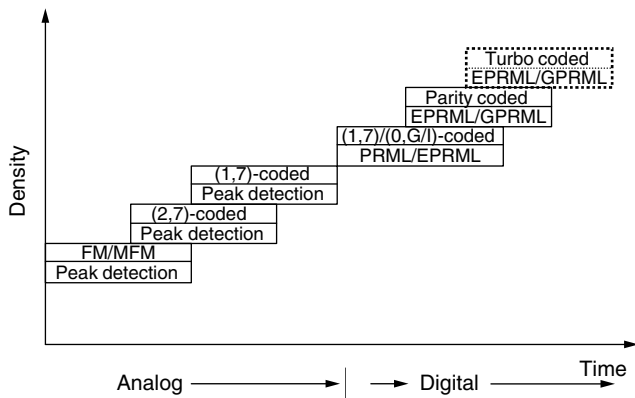 Turbo coded
EPRML/GPRML
Parity coded
EPRML/GPRML
(1,7)/(0,G/I)-coded
PRML/EPRML
(1,7)-coded
Peak detection
(2,7)-coded
Peak detection
FM/MFM
Peak detection
Density
Time
Analog
Digital